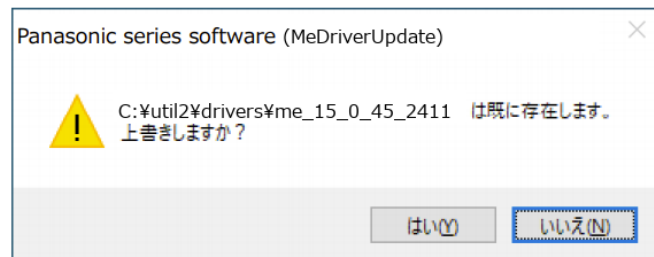 Panasonic series software (MeDriverUpdate)
C:¥util2¥drivers¥me_15_0_45_2411 は既に存在します。
上書きしますか？
はい(Y) いいえ(N)